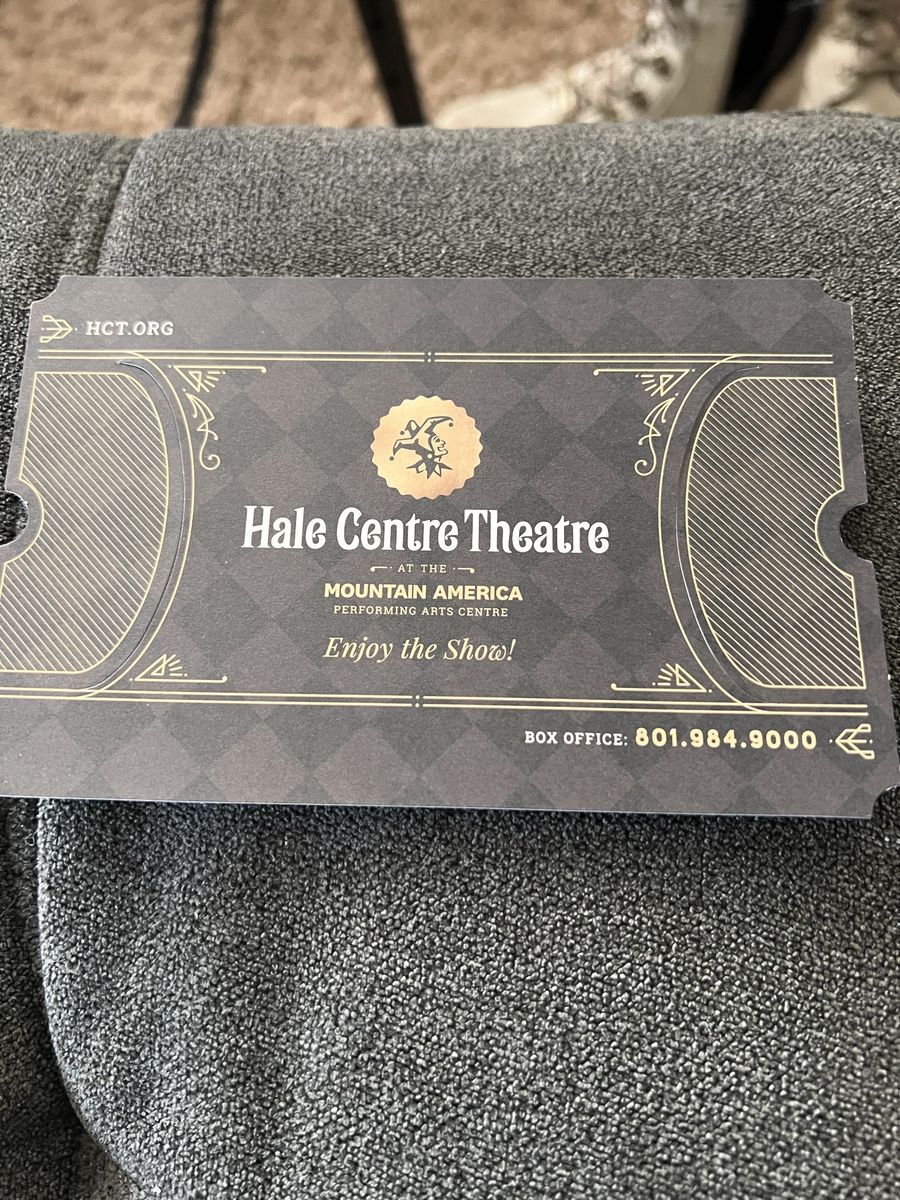 HCT.ORG
Hale Centre Theatre
AT THE
MOUNTAIN AMERICA
PERFORMING ARTS CENTRE
Enjoy the Show!
BOX OFFICE: 801.984.9000